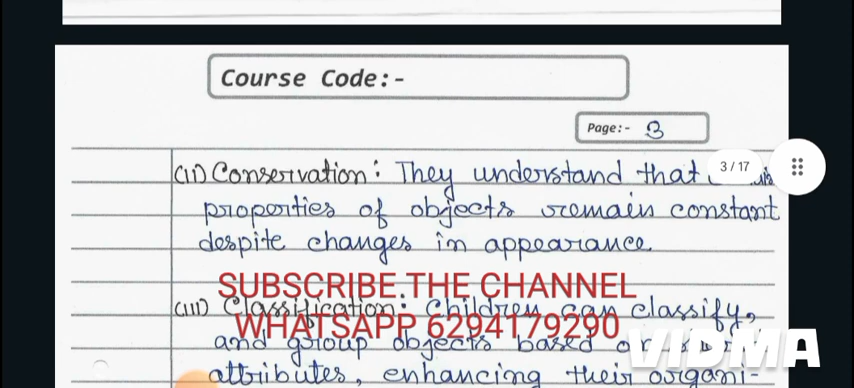 Course Code:-
Page:- 3
3 / 17
(ii) Conservation: They understand that
properties of objects remain constant
despite changes in appearance.
SUBSCRIBE THE CHANNEL
(iii) Classification: Children can classify,
WHATSAPP 6294179290
and group objects based
VIDMA
attributes, enhancing their organi-